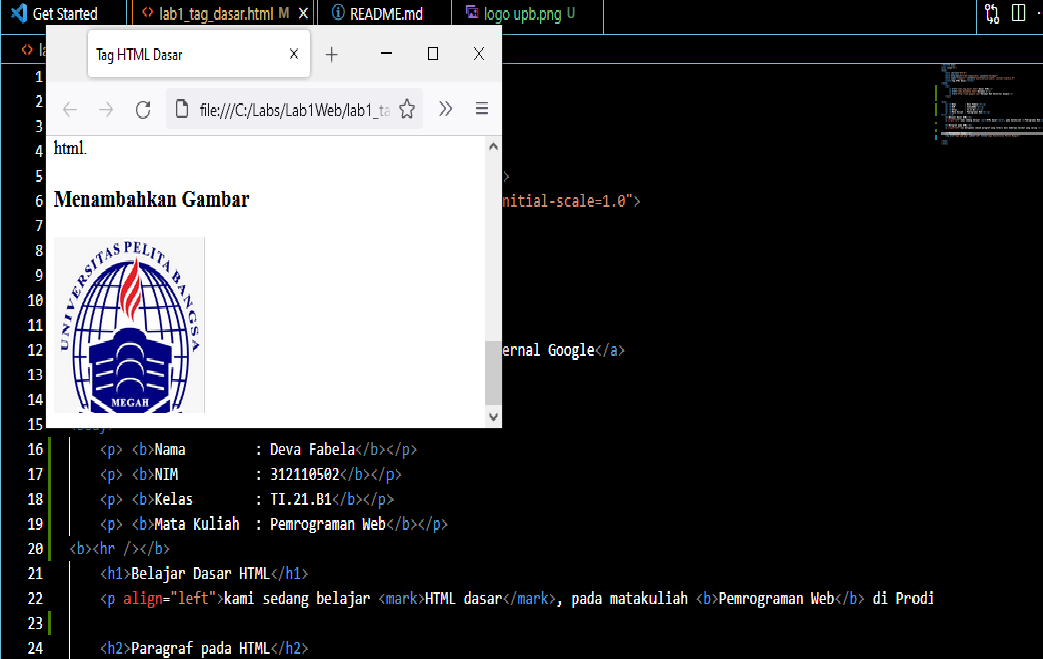 Get Started
lab1_tag_dasar.html M
README.md
logo upb.png U
Tag HTML Dasar
file:///C:/Labs/Lab1Web/lab1_ta
html.
Menambahkan Gambar
UNIVERSITAS PELITA BANGSA
MEGAH
1
2
3
4
5 >
6 nitial-scale=1.0">
7
8
9
10
11
12 ernal Google</a>
13
14
15
16 <p> <b>Nama : Deva Fabela</b></p>
17 <p> <b>NIM : 312110502</b></p>
18 <p> <b>Kelas : TI.21.B1</b></p>
19 <p> <b>Mata Kuliah : Pemrograman Web</b></p>
20 <b><hr /></b>
21 <h1>Belajar Dasar HTML</h1>
22 <p align="left">kami sedang belajar <mark>HTML dasar</mark>, pada matakuliah <b>Pemrograman Web</b> di Prodi
23
24 <h2>Paragraf pada HTML</h2>